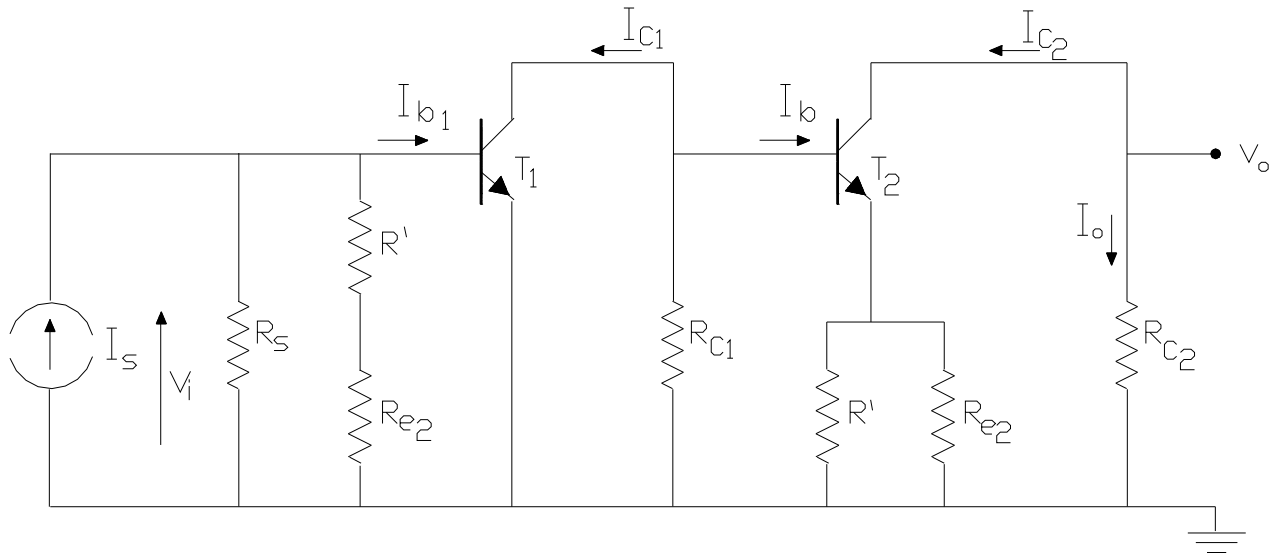 I_C1
I_C2
I_b1
I_b
T_1
T_2
V_o
R'
I_o
I_s
V_i
R_s
R_C1
R_C2
R_e2
R'
R_e2